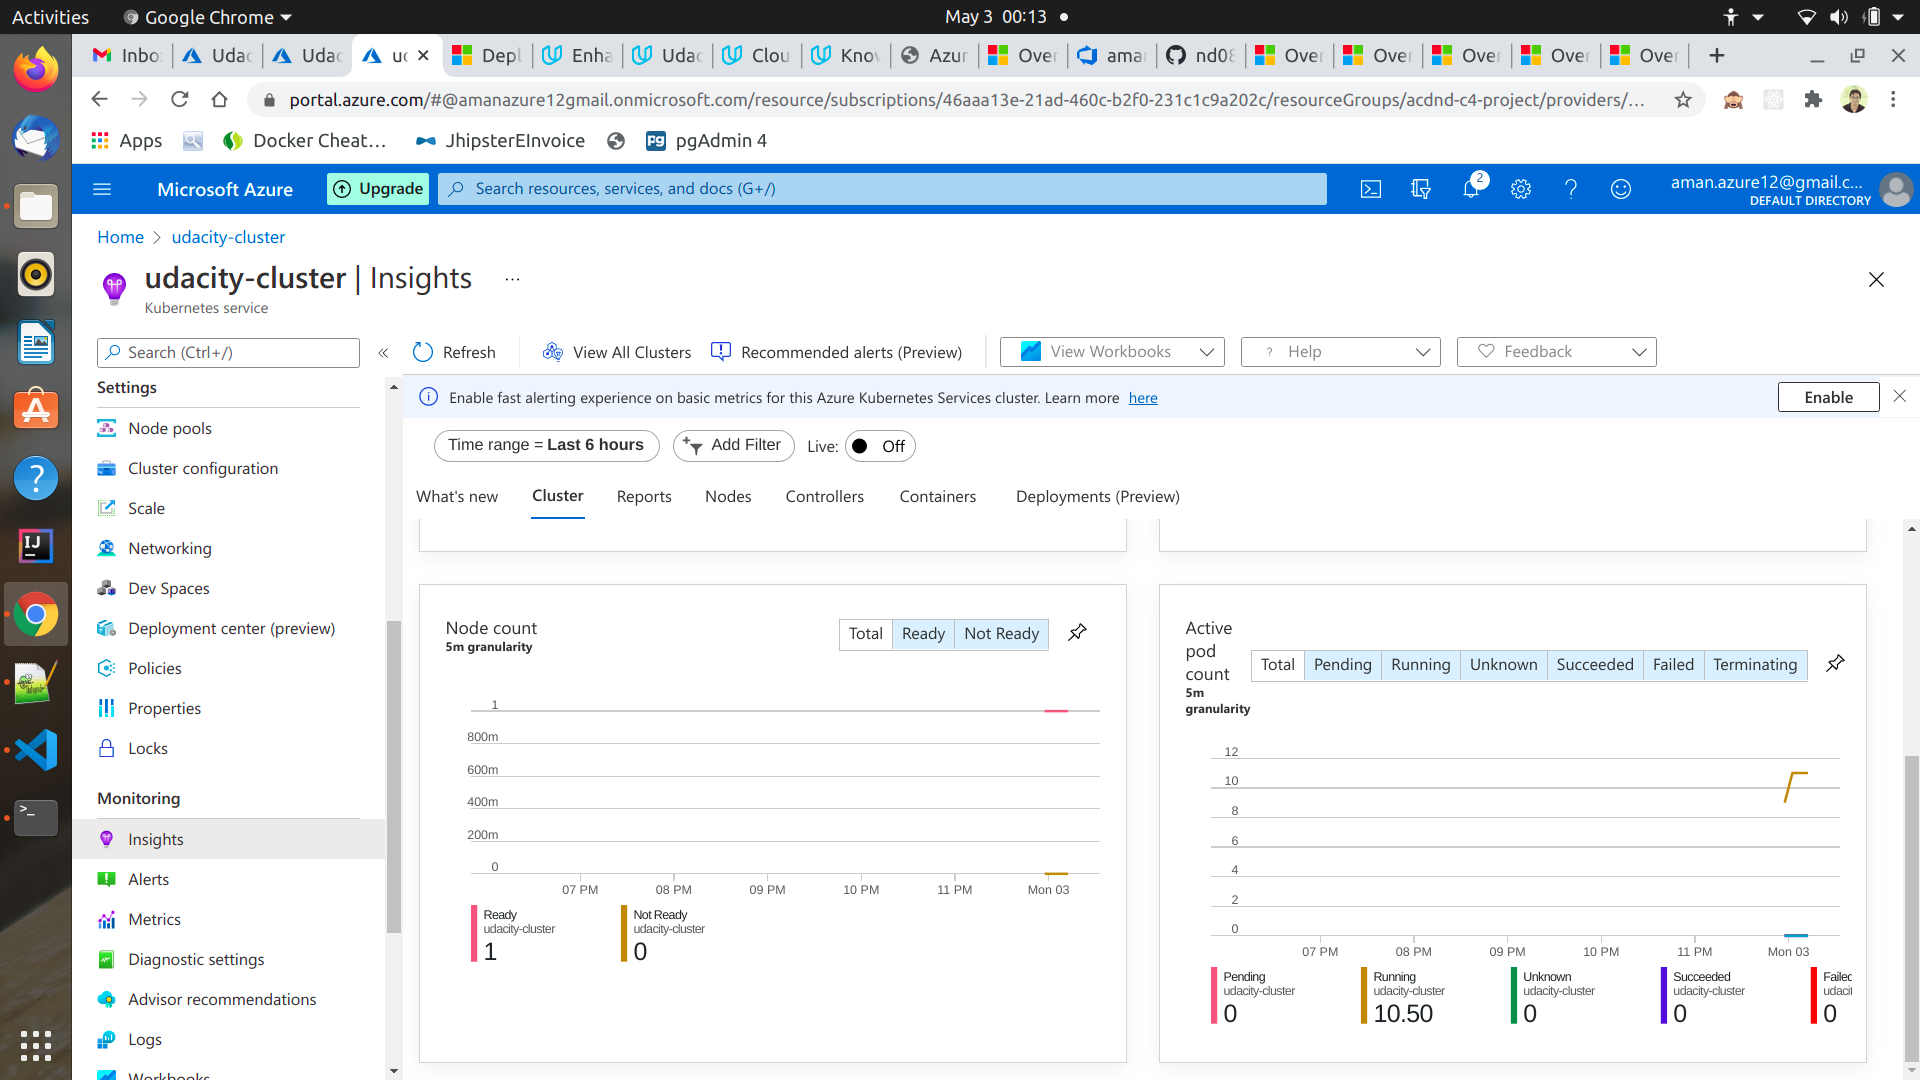 Activities
Google Chrome
May 3 00:13
Inbo
Udac
Udac
uc
Depl
Enha
Udac
Clou
Knov
Azur
Over
aman
nd08
Over
Over
Over
Over
Over
portal.azure.com/#@amanazure12gmail.onmicrosoft.com/resource/subscriptions/46aaa13e-21ad-460c-b2f0-231c1c9a202c/resourceGroups/acdnd-c4-project/providers/...
Apps
Docker Cheat...
JhipsterEInvoice
pgAdmin 4
Microsoft Azure
Upgrade
Search resources, services, and docs (G+/)
2
aman.azure12@gmail.c...
DEFAULT DIRECTORY
Home
udacity-cluster
udacity-cluster | Insights
...
Kubernetes service
Search (Ctrl+/)
Refresh
View All Clusters
Recommended alerts (Preview)
View Workbooks
Help
Feedback
Enable fast alerting experience on basic metrics for this Azure Kubernetes Services cluster. Learn more here
Enable
Time range = Last 6 hours
Add Filter
Live:
Off
What's new
Cluster
Reports
Nodes
Controllers
Containers
Deployments (Preview)
Settings
Node pools
Cluster configuration
Scale
Networking
Dev Spaces
Deployment center (preview)
Policies
Properties
Locks
Monitoring
Insights
Alerts
Metrics
Diagnostic settings
Advisor recommendations
Logs
Workbooks
Node count
5m granularity
Total
Ready
Not Ready
1
800m
600m
400m
200m
0
07 PM
08 PM
09 PM
10 PM
11 PM
Mon 03
Ready
udacity-cluster
1
Not Ready
udacity-cluster
0
Active
pod
count
5m
granularity
Total
Pending
Running
Unknown
Succeeded
Failed
Terminating
12
10
8
6
4
2
0
07 PM
08 PM
09 PM
10 PM
11 PM
Mon 03
Pending
udacity-cluster
0
Running
udacity-cluster
10.50
Unknown
udacity-cluster
0
Succeeded
udacity-cluster
0
Failed
udacit
0